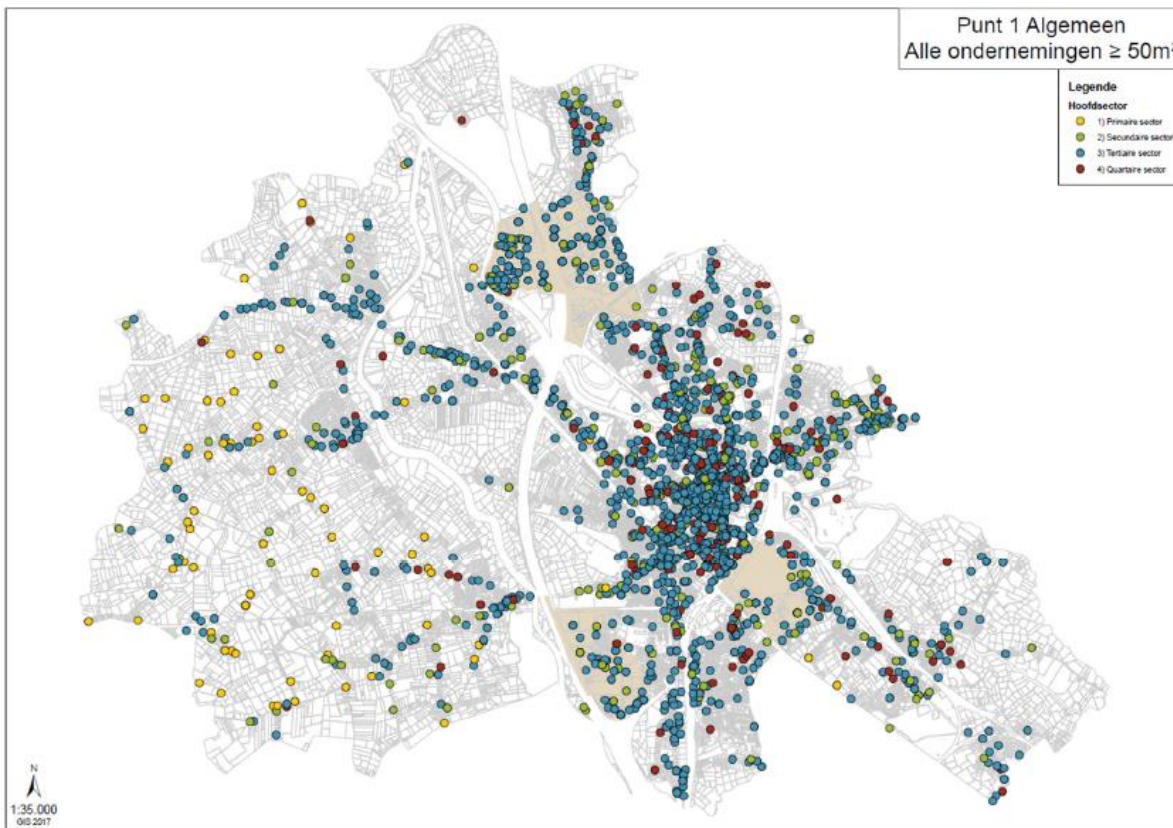 Punt 1 Algemeen
Alle ondernemingen ≥ 50m²
Legende
Hoofdsector
1) Primaire sector
2) Secundaire sector
3) Tertiaire sector
4) Quartaire sector
N
1:35.000
GIS 2017